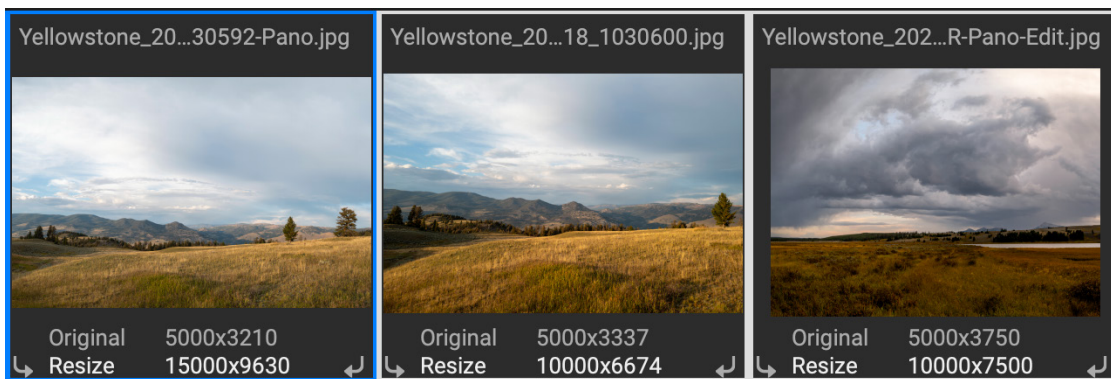 Yellowstone_20...30592-Pano.jpg
Original 5000x3210
Resize 15000x9630
Yellowstone_20...18_1030600.jpg
Original 5000x3337
Resize 10000x6674
Yellowstone_202...R-Pano-Edit.jpg
Original 5000x3750
Resize 10000x7500